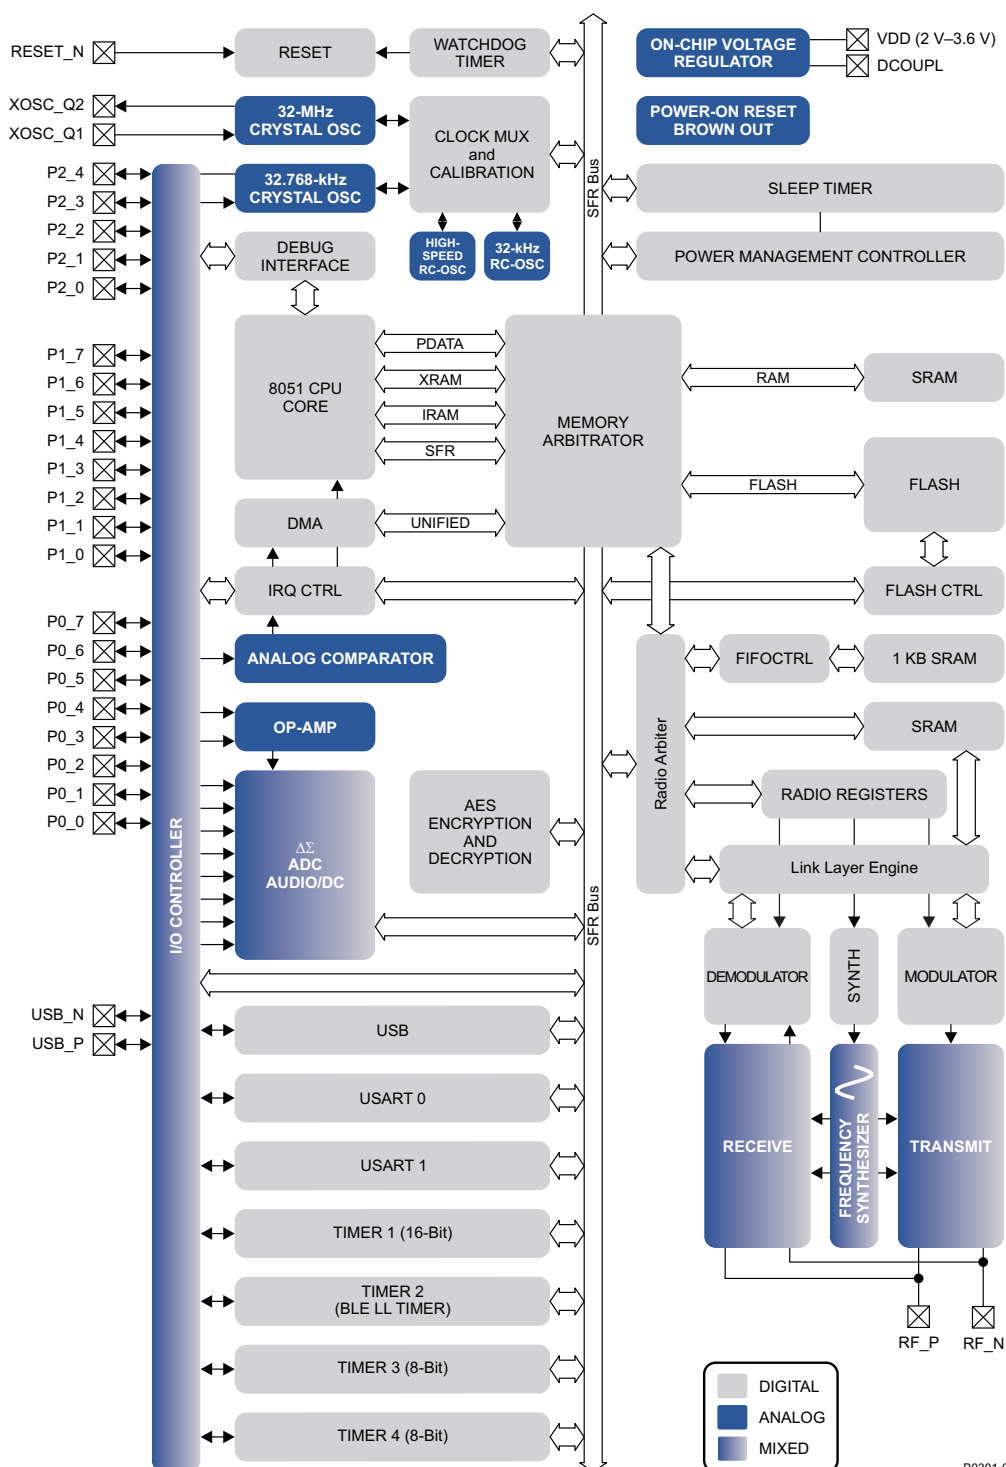 RESET_N
RESET
WATCHDOG
TIMER
ON-CHIP VOLTAGE
REGULATOR
VDD (2 V–3.6 V)
DCOUPL
XOSC_Q2
XOSC_Q1
32-MHz
CRYSTAL OSC
CLOCK MUX
and
CALIBRATION
POWER-ON RESET
BROWN OUT
SFR Bus
P2_4
P2_3
P2_2
P2_1
P2_0
32.768-kHz
CRYSTAL OSC
SLEEP TIMER
HIGH-
SPEED
RC-OSC
32-kHz
RC-OSC
DEBUG
INTERFACE
POWER MANAGEMENT CONTROLLER
P1_7
P1_6
P1_5
P1_4
P1_3
P1_2
P1_1
P1_0
8051 CPU
CORE
PDATA
XRAM
IRAM
SFR
MEMORY
ARBITRATOR
RAM
SRAM
FLASH
FLASH
DMA
UNIFIED
IRQ CTRL
FLASH CTRL
P0_7
P0_6
P0_5
P0_4
P0_3
P0_2
P0_1
P0_0
ANALOG COMPARATOR
FIFOCTRL
1 KB SRAM
OP-AMP
SRAM
Radio Arbiter
RADIO REGISTERS
ΔΣ
ADC
AUDIO/DC
AES
ENCRYPTION
AND
DECRYPTION
Link Layer Engine
I/O CONTROLLER
SFR Bus
DEMODULATOR
SYNTH
MODULATOR
USB_N
USB_P
USB
USART 0
USART 1
RECEIVE
FREQUENCY
SYNTHESIZER
TRANSMIT
TIMER 1 (16-Bit)
TIMER 2
(BLE LL TIMER)
TIMER 3 (8-Bit)
TIMER 4 (8-Bit)
RF_P
RF_N
DIGITAL
ANALOG
MIXED